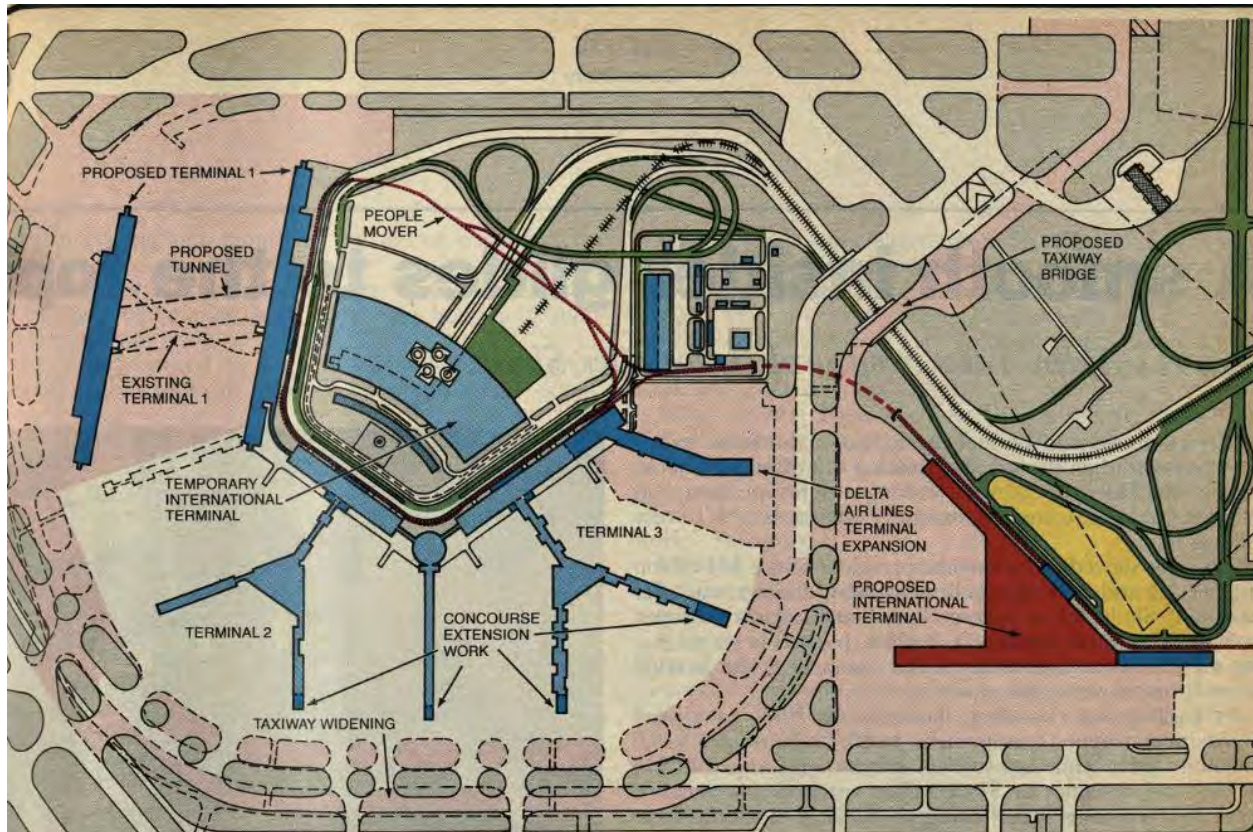 PROPOSED TERMINAL 1
PEOPLE
MOVER
PROPOSED
TUNNEL
PROPOSED
TAXIWAY
BRIDGE
EXISTING
TERMINAL 1
TEMPORARY
INTERNATIONAL
TERMINAL
DELTA
AIR LINES
TERMINAL
EXPANSION
TERMINAL 3
PROPOSED
INTERNATIONAL
TERMINAL
TERMINAL 2
CONCOURSE
EXTENSION
WORK
TAXIWAY WIDENING